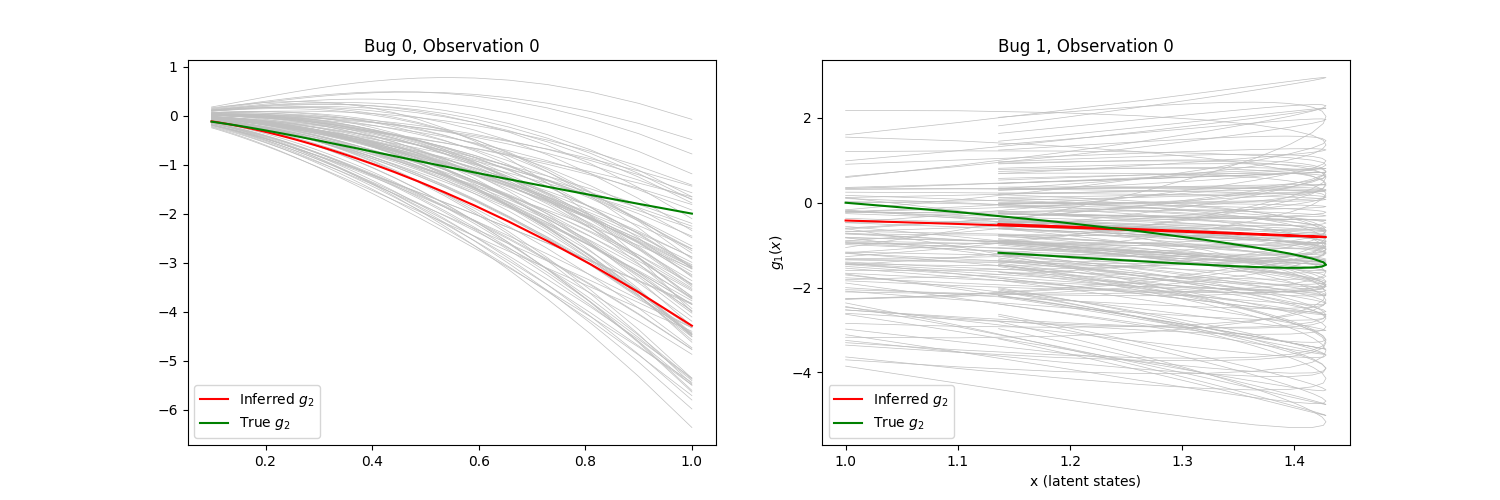 Bug 0, Observation 0
1
0
−1
−2
−3
−4
−5
−6
0.2 0.4 0.6 0.8 1.0
Inferred g₂
True g₂
Bug 1, Observation 0
g₁(x)
2
0
−2
−4
1.0 1.1 1.2 1.3 1.4
x (latent states)
Inferred g₂
True g₂